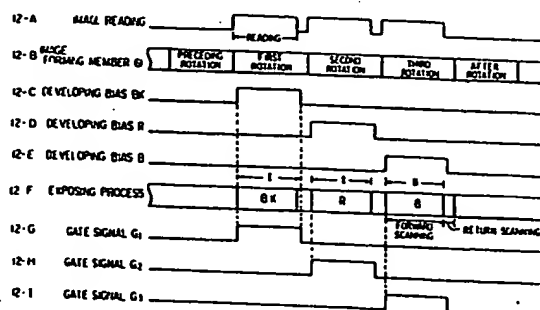 12-A IMAGE READING
READING
12-B IMAGE FORMING MEMBER
PRECEDING ROTATION
FIRST ROTATION
SECOND ROTATION
THIRD ROTATION
AFTER ROTATION
12-C DEVELOPING BIAS BK
12-D DEVELOPING BIAS R
12-E DEVELOPING BIAS B
12-F EXPOSING PROCESS
BK
R
B
FORWARD SCANNING
RETURN SCANNING
12-G GATE SIGNAL G1
12-H GATE SIGNAL G2
12-I GATE SIGNAL G3